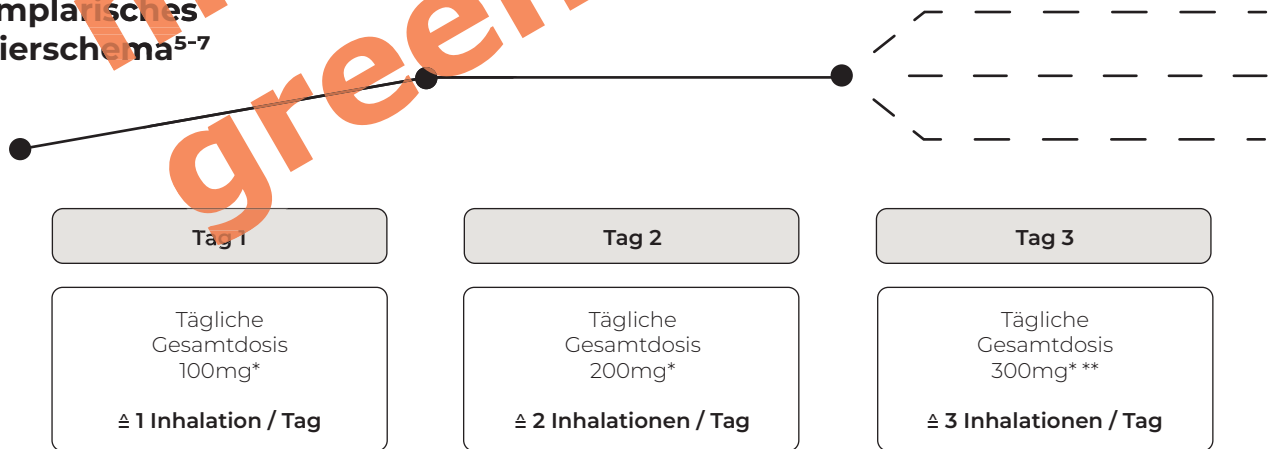 mplarisches
ierschema⁵⁻⁷
green
Tag 1
Tag 2
Tag 3
Tägliche
Gesamtdosis
100mg*
≙ 1 Inhalation / Tag
Tägliche
Gesamtdosis
200mg*
≙ 2 Inhalationen / Tag
Tägliche
Gesamtdosis
300mg* **
≙ 3 Inhalationen / Tag